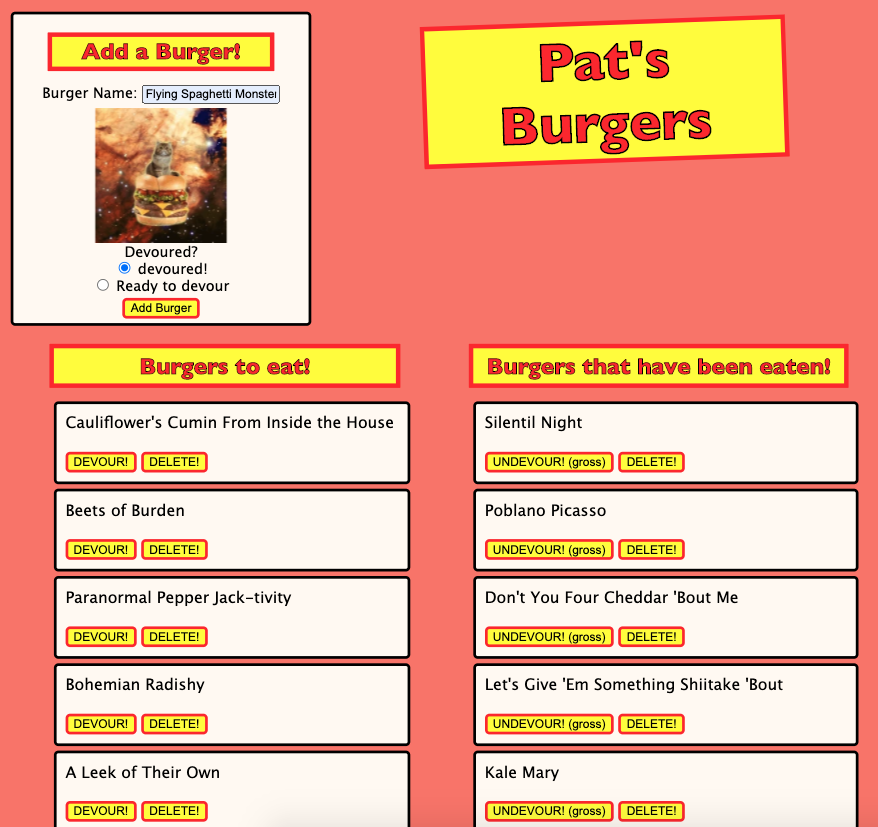 Add a Burger!
Burger Name: Flying Spaghetti Monster
Devoured?
devoured!
Ready to devour
Add Burger
Pat's
Burgers
Burgers to eat!
Cauliflower's Cumin From Inside the House
DEVOUR! DELETE!
Beets of Burden
DEVOUR! DELETE!
Paranormal Pepper Jack-tivity
DEVOUR! DELETE!
Bohemian Radishy
DEVOUR! DELETE!
A Leek of Their Own
DEVOUR! DELETE!
Burgers that have been eaten!
Silentil Night
UNDEVOUR! (gross) DELETE!
Poblano Picasso
UNDEVOUR! (gross) DELETE!
Don't You Four Cheddar 'Bout Me
UNDEVOUR! (gross) DELETE!
Let's Give 'Em Something Shiitake 'Bout
UNDEVOUR! (gross) DELETE!
Kale Mary
UNDEVOUR! (gross) DELETE!